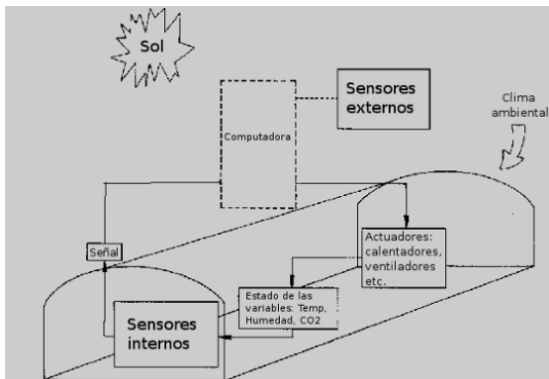 Sol
Sensores
externos
Clima
ambiental
Computadora
Señal
Actuadores:
calentadores,
ventiladores
etc.
Estado de las
variables: Temp,
Humedad, CO2
Sensores
internos